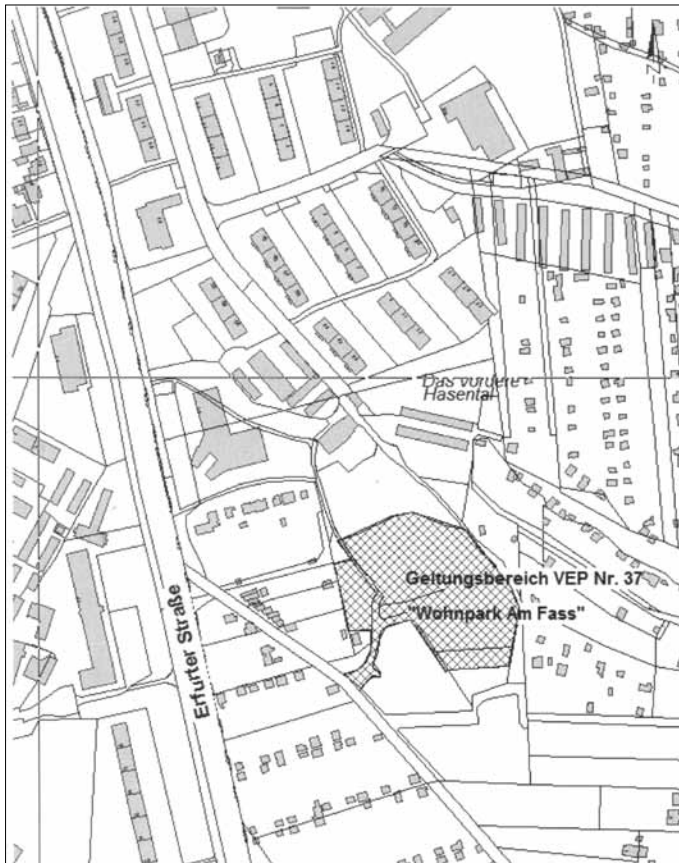 Das vordere
Hasental
Geltungsbereich VEP Nr. 37
"Wohnpark Am Fass"
Erfurter Straße